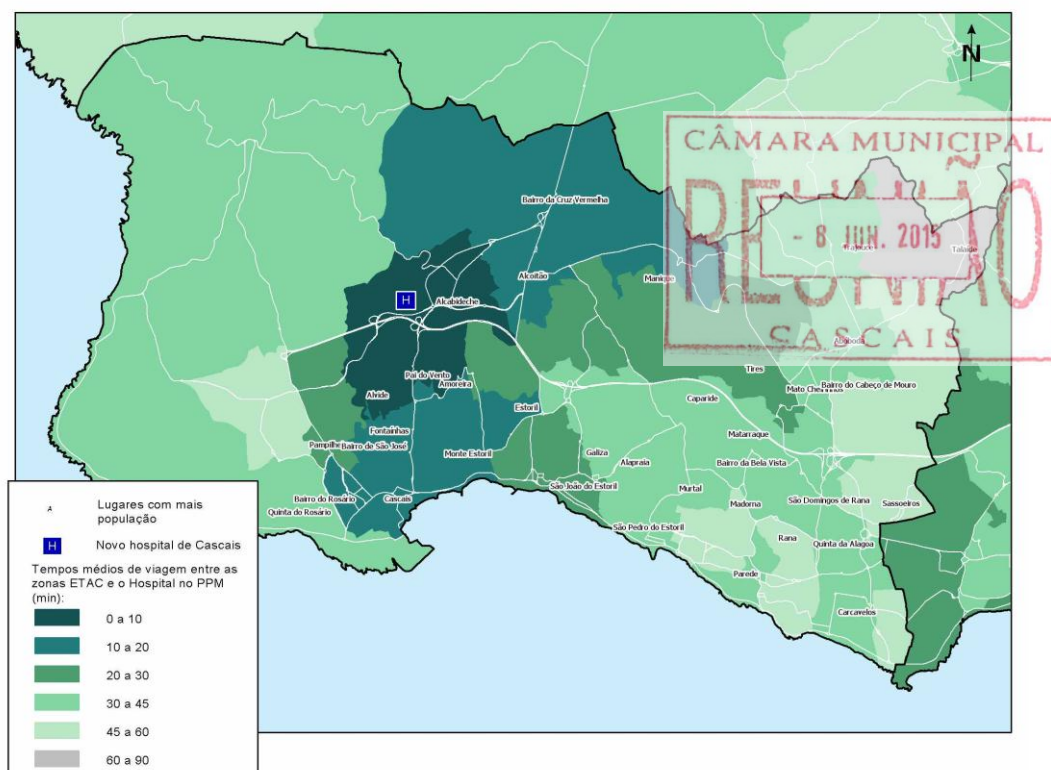 N
CÂMARA MUNICIPAL
REUNIÃO
- 8 JUN. 2015
CASCAIS
Bairro da Cruz Vermelha
Talaíde
Alcoitão
Manique
Alcabideche
H
Abóboda
Tires
Pai do Vento
Amoreira
Mato Cheirinhos
Bairro do Cabeço de Mouro
Alvide
Caparide
Estoril
Fontaínhas
Matarraque
Pampilheira
Bairro de São José
Monte Estoril
Galiza
Alapraia
Bairro da Bela Vista
São João do Estoril
Murtal
Bairro do Rosário
Cascais
Madorna
São Domingos de Rana
Sassoeiros
Quinta do Rosário
São Pedro do Estoril
Rana
Quinta da Alagoa
Parede
Carcavelos
A
Lugares com mais
população
H
Novo hospital de Cascais
Tempos médios de viagem entre as
zonas ETAC e o Hospital no PPM
(min):
0 a 10
10 a 20
20 a 30
30 a 45
45 a 60
60 a 90